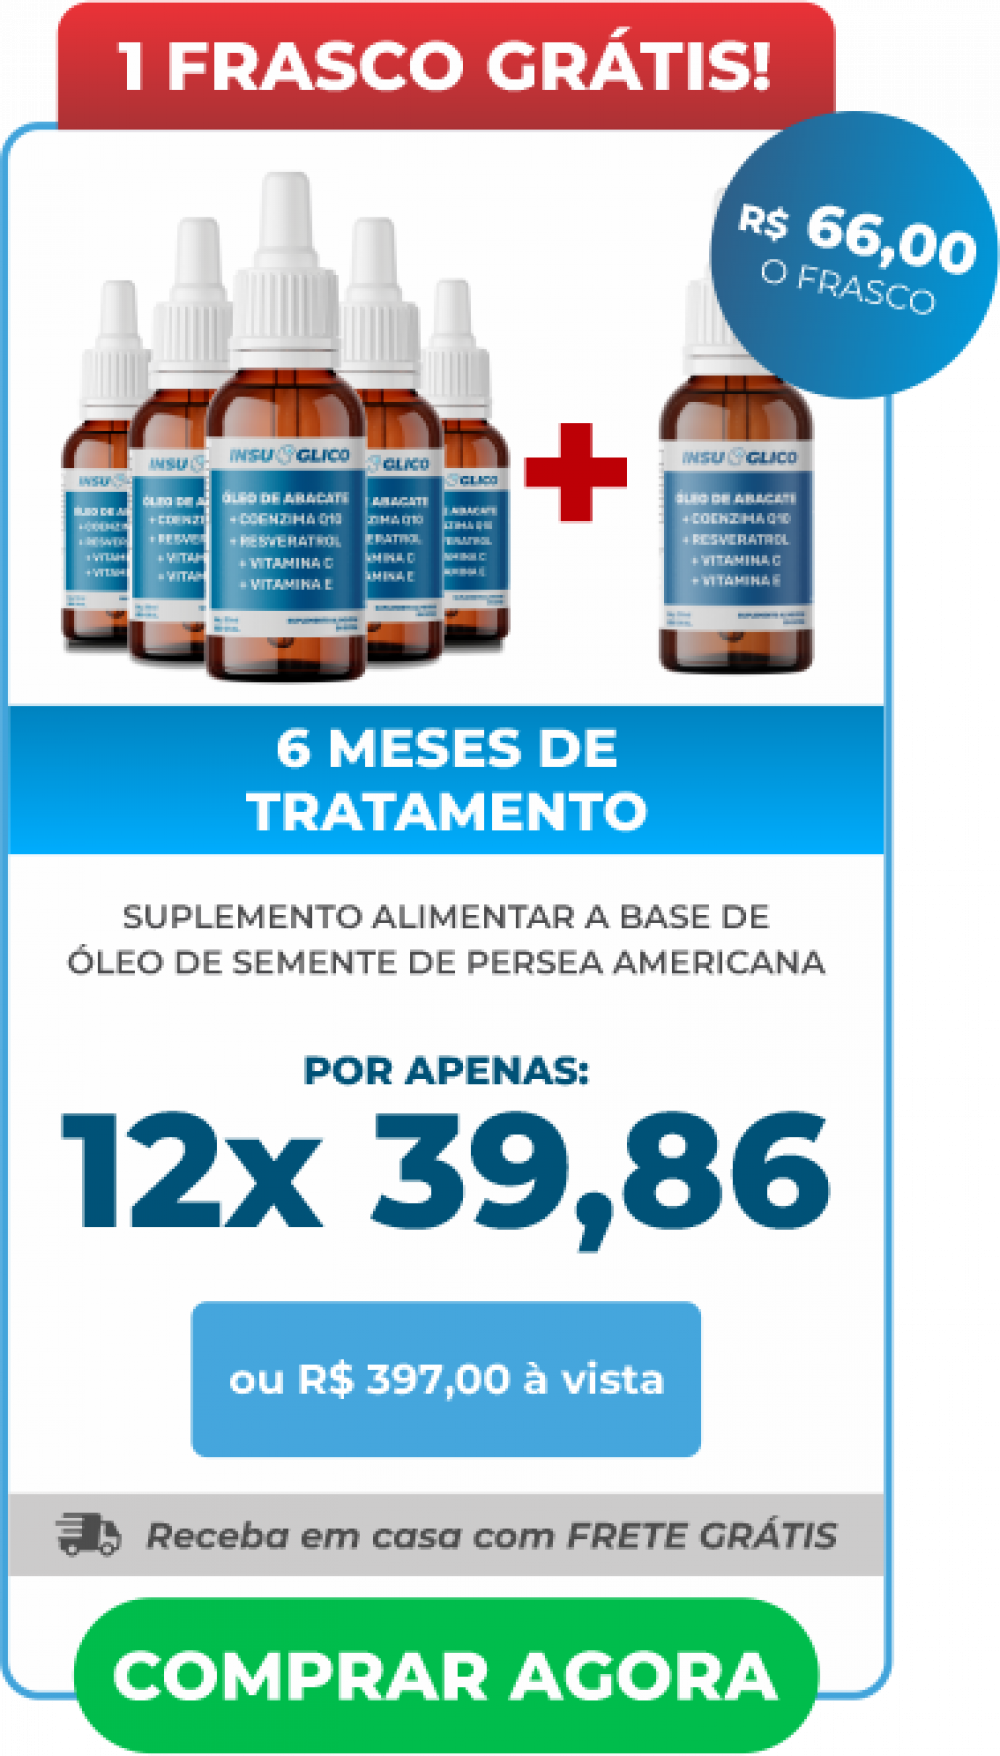 1 FRASCO GRÁTIS!
R$ 66,00
O FRASCO
INSU GLICO
ÓLEO DE ABACATE
+ COENZIMA Q10
+ RESVERATROL
+ VITAMINA C
+ VITAMINA E
INSU GLICO
ÓLEO DE ABACATE
+ COENZIMA Q10
+ RESVERATROL
+ VITAMINA C
+ VITAMINA E
6 MESES DE
TRATAMENTO
SUPLEMENTO ALIMENTAR A BASE DE
ÓLEO DE SEMENTE DE PERSEA AMERICANA
POR APENAS:
12x 39,86
ou R$ 397,00 à vista
Receba em casa com FRETE GRÁTIS
COMPRAR AGORA